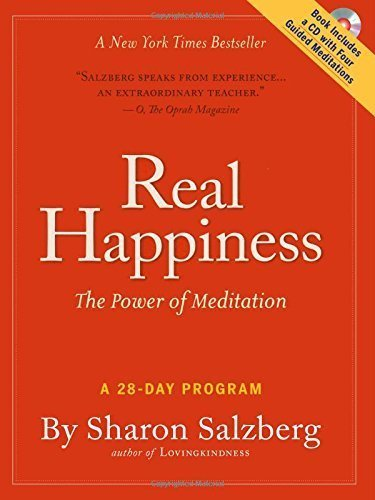 A New York Times Bestseller
Book Includes
a CD with Four
Guided Meditations
"SALZBERG SPEAKS FROM EXPERIENCE...
AN EXTRAORDINARY TEACHER."
—O, The Oprah Magazine
Real
Happiness
The Power of Meditation
A 28-DAY PROGRAM
By Sharon Salzberg
author of LOVINGKINDNESS